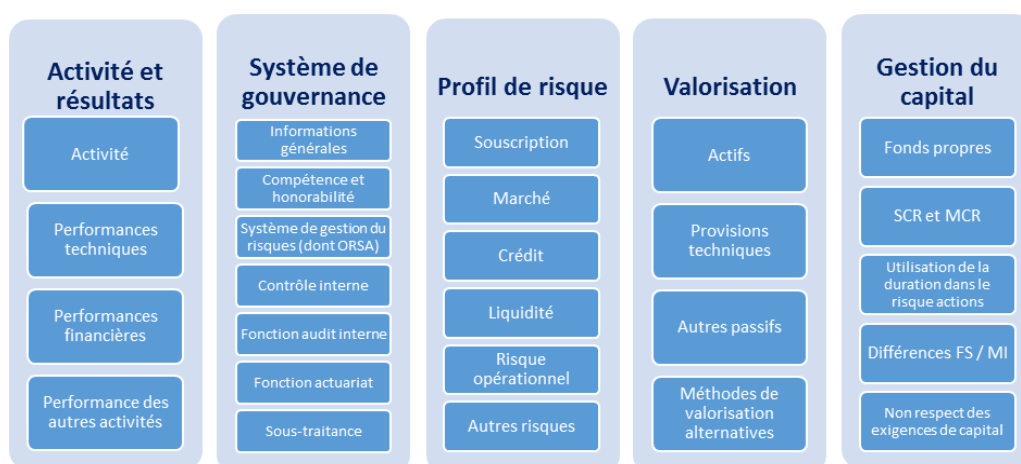 Activité et
résultats
Activité
Performances
techniques
Performances
financières
Performance des
autres activités
Système de
gouvernance
Informations
générales
Compétence et
honorabilité
Système de gestion du
risques (dont ORSA)
Contrôle interne
Fonction audit interne
Fonction actuariat
Sous-traitance
Profil de risque
Souscription
Marché
Crédit
Liquidité
Risque
opérationnel
Autres risques
Valorisation
Actifs
Provisions
techniques
Autres passifs
Méthodes de
valorisation
alternatives
Gestion du
capital
Fonds propres
SCR et MCR
Utilisation de la
duration dans le
risque actions
Différences FS / MI
Non respect des
exigences de capital